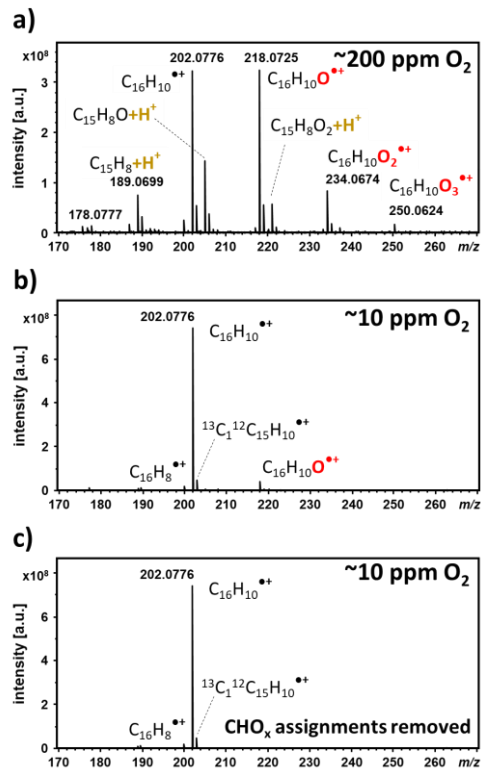 a)
~200 ppm O₂
x10⁸
202.0776
218.0725
C₁₆H₁₀•⁺
C₁₆H₁₀O•⁺
C₁₅H₈O+H⁺
C₁₅H₈O₂+H⁺
C₁₅H₈+H⁺
C₁₆H₁₀O₂•⁺
189.0699
234.0674
C₁₆H₁₀O₃•⁺
178.0777
250.0624
intensity [a.u.]
3
2
1
0
170 180 190 200 210 220 230 240 250 260 m/z
b)
~10 ppm O₂
x10⁸
202.0776
C₁₆H₁₀•⁺
¹³C₁¹²C₁₅H₁₀•⁺
C₁₆H₈•⁺
C₁₆H₁₀O•⁺
intensity [a.u.]
6
4
2
0
170 180 190 200 210 220 230 240 250 260 m/z
c)
~10 ppm O₂
x10⁸
202.0776
C₁₆H₁₀•⁺
¹³C₁¹²C₁₅H₁₀•⁺
C₁₆H₈•⁺
CHOₓ assignments removed
intensity [a.u.]
6
4
2
0
170 180 190 200 210 220 230 240 250 260 m/z